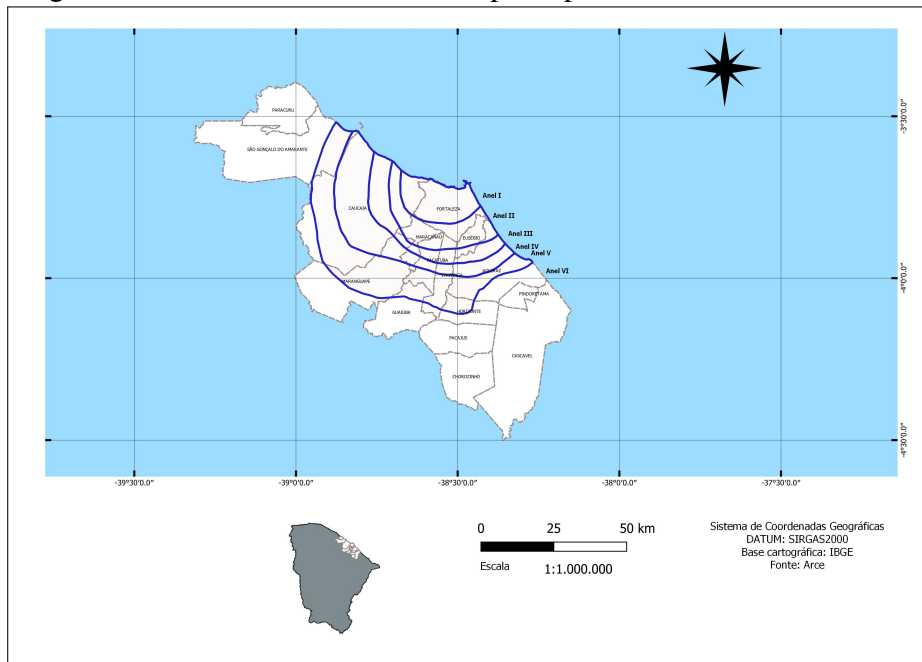 PARACURU
SÃO GONÇALO DO AMARANTE
CAUCAIA
FORTALEZA
Anel I
Anel II
MARACANAÚ
EUSÉBIO
Anel III
Anel IV
PACATUBA
Anel V
AQUIRAZ
Anel VI
MARANGUAPE
PINDORETAMA
GUAIÚBA
HORIZONTE
PACAJUS
CASCAVEL
CHOROZINHO
-3°30'0.0"
-4°0'0.0"
-4°30'0.0"
-39°30'0.0"
-39°0'0.0"
-38°30'0.0"
-38°0'0.0"
-37°30'0.0"
0 25 50 km
Escala 1:1.000.000
Sistema de Coordenadas Geográficas
DATUM: SIRGAS2000
Base cartográfica: IBGE
Fonte: Arce